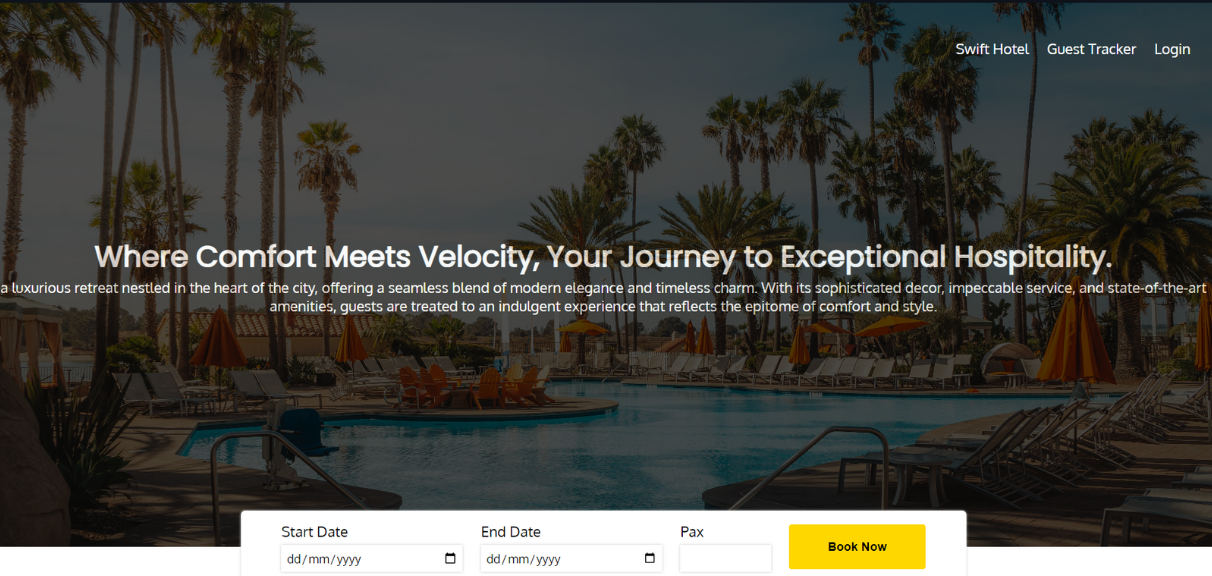 Swift Hotel Guest Tracker Login
Where Comfort Meets Velocity, Your Journey to Exceptional Hospitality.
a luxurious retreat nestled in the heart of the city, offering a seamless blend of modern elegance and timeless charm. With its sophisticated decor, impeccable service, and state-of-the-art
amenities, guests are treated to an indulgent experience that reflects the epitome of comfort and style.
Start Date End Date Pax
dd/mm/yyyy dd/mm/yyyy Book Now